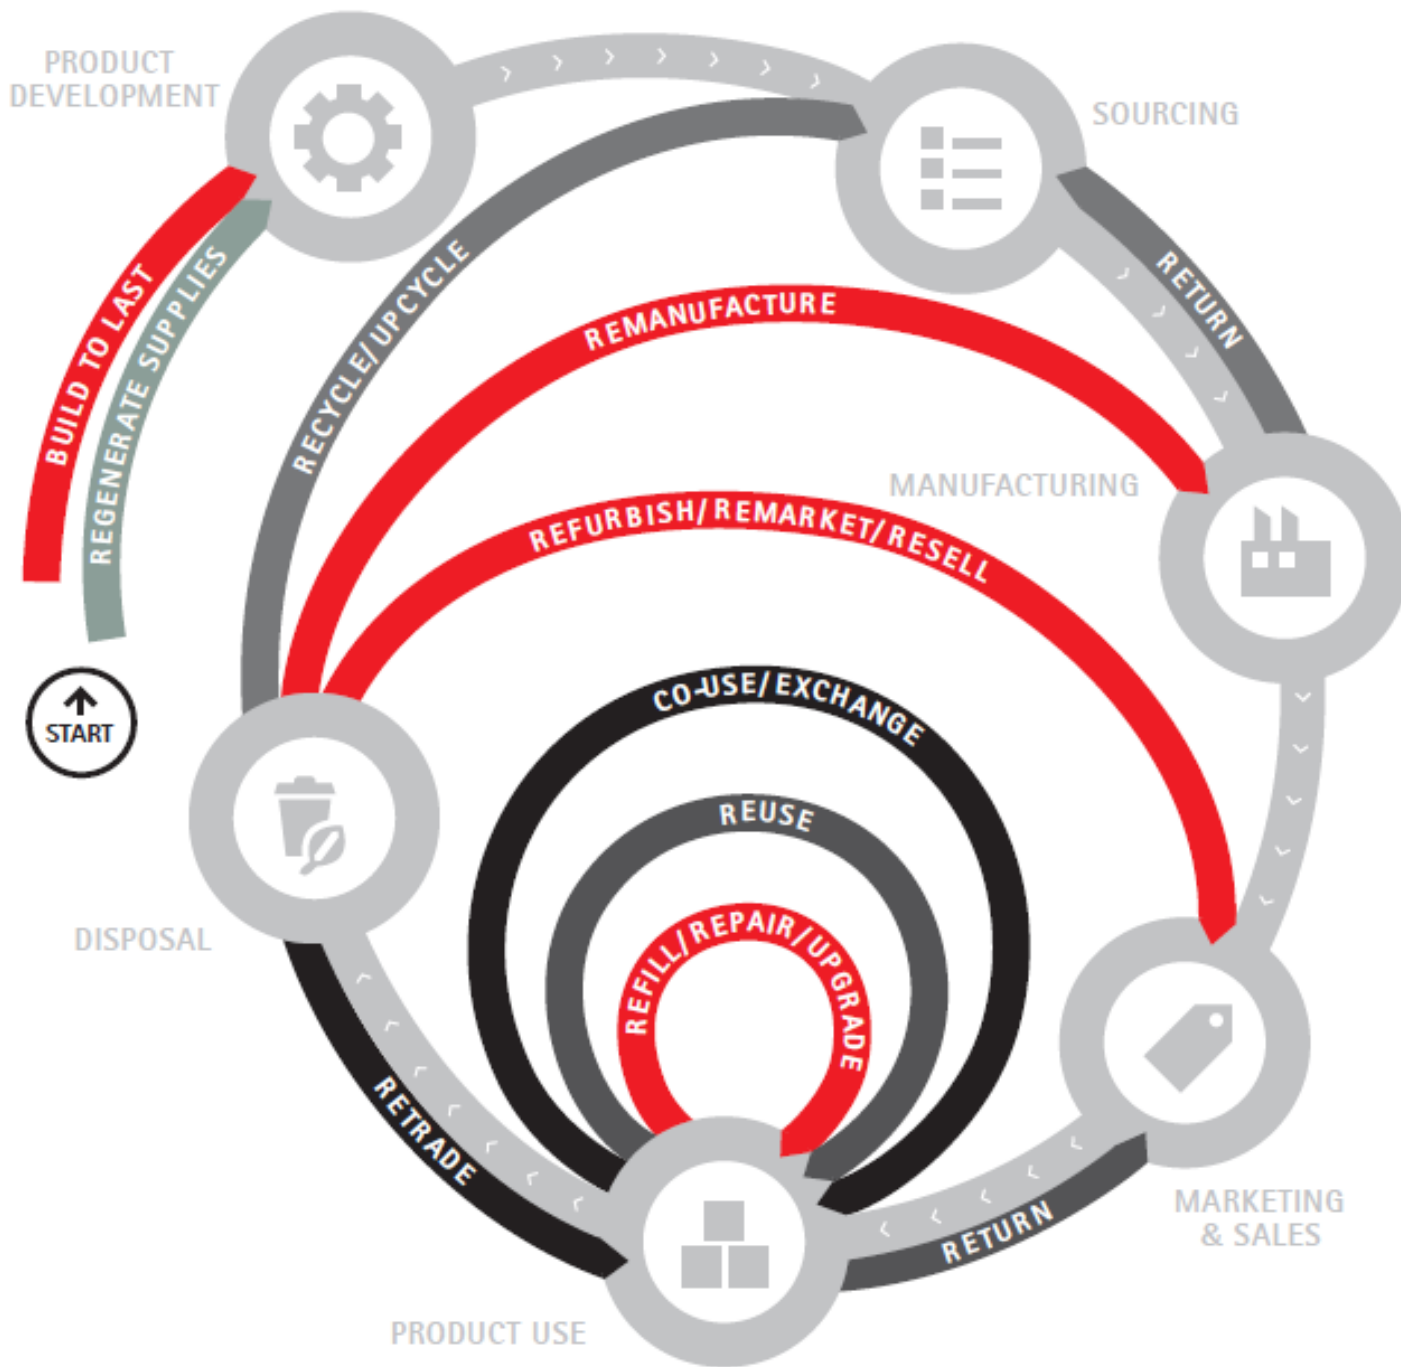 PRODUCT
DEVELOPMENT
SOURCING
BUILD TO LAST
REGENERATE SUPPLIES
RECYCLE/UPCYCLE
REMANUFACTURE
RETURN
MANUFACTURING
REFURBISH/REMARKET/RESELL
START
CO-USE/EXCHANGE
REUSE
REFILL/REPAIR/UPGRADE
DISPOSAL
RETRADE
RETURN
MARKETING
& SALES
PRODUCT USE